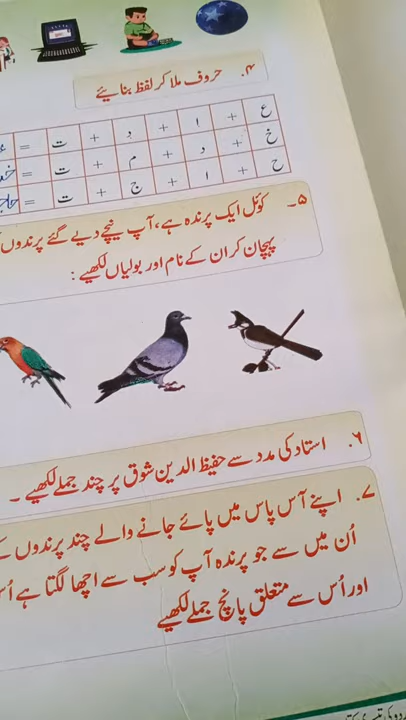 ۴۔ حروف ملا کر لفظ بنائیے
ع + ا + د + ت =
خ + د + م + ت =
ح + ا + ج + ت =
۵۔ کوئل ایک پرندہ ہے، آپ نیچے دیے گئے پرندوں
پہچان کر ان کے نام اور بولیاں لکھیے :
۶۔ استاد کی مدد سے حفیظ الدین شوق پر چند جملے لکھیے ۔
۷۔ اپنے آس پاس میں پائے جانے والے چند پرندوں کے
اُن میں سے جو پرندہ آپ کو سب سے اچھا لگتا ہے
اور اُس سے متعلق پانچ جملے لکھیے